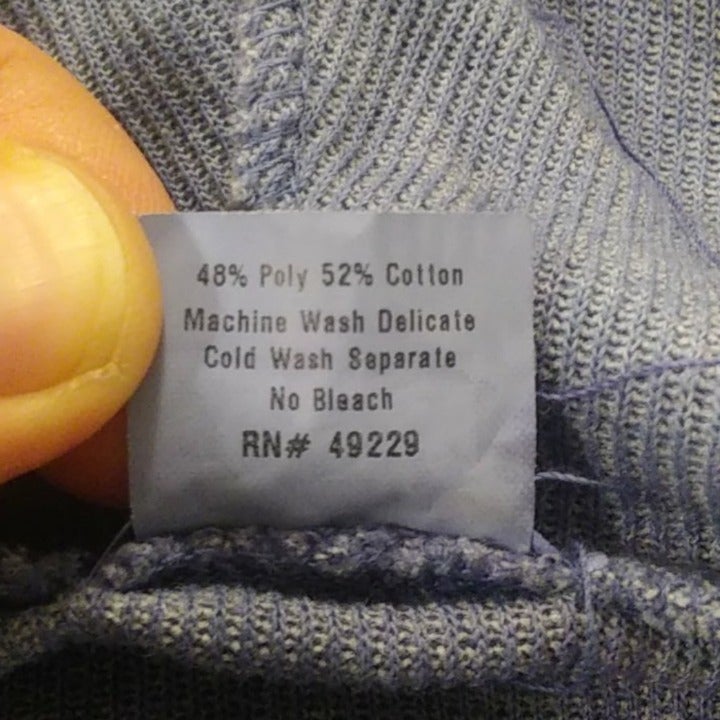 48% Poly 52% Cotton
Machine Wash Delicate
Cold Wash Separate
No Bleach
RN# 49229